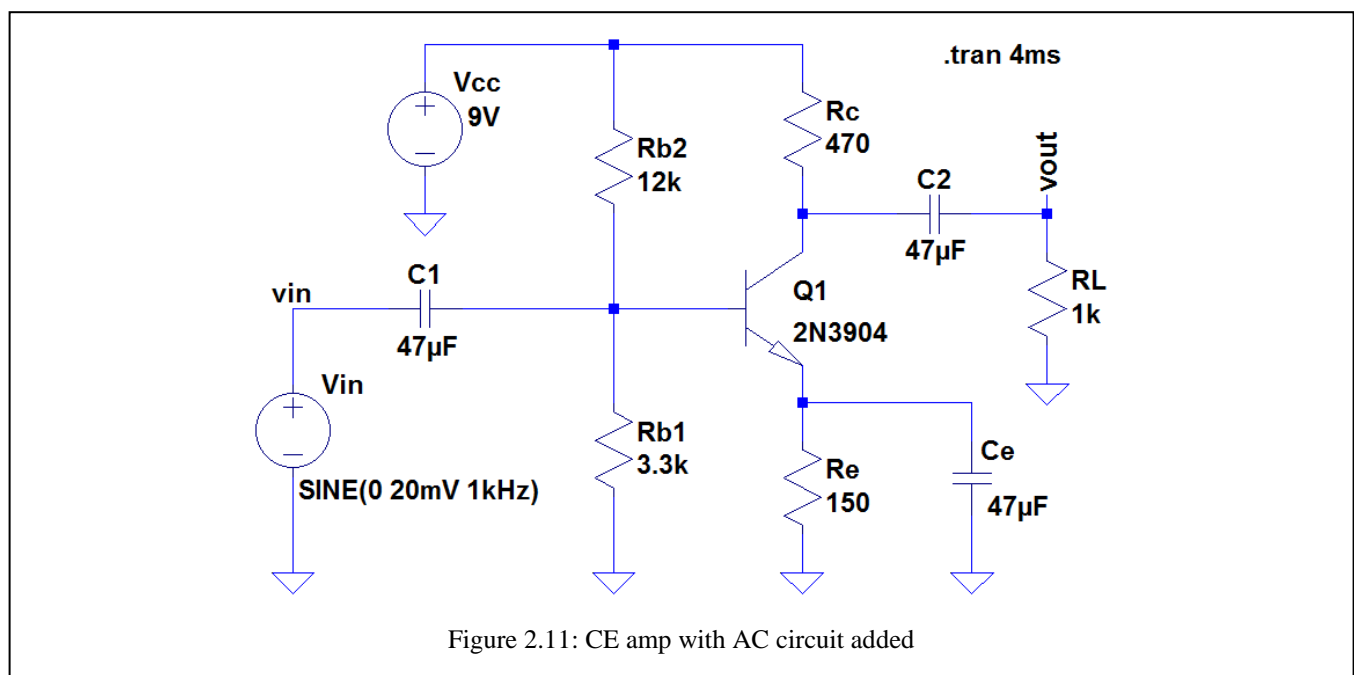 .tran 4ms
Vcc
9V
Rc
470
Rb2
12k
C2
47µF
vout
C1
47µF
vin
Q1
2N3904
RL
1k
Vin
SINE(0 20mV 1kHz)
Rb1
3.3k
Re
150
Ce
47µF
Figure 2.11: CE amp with AC circuit added